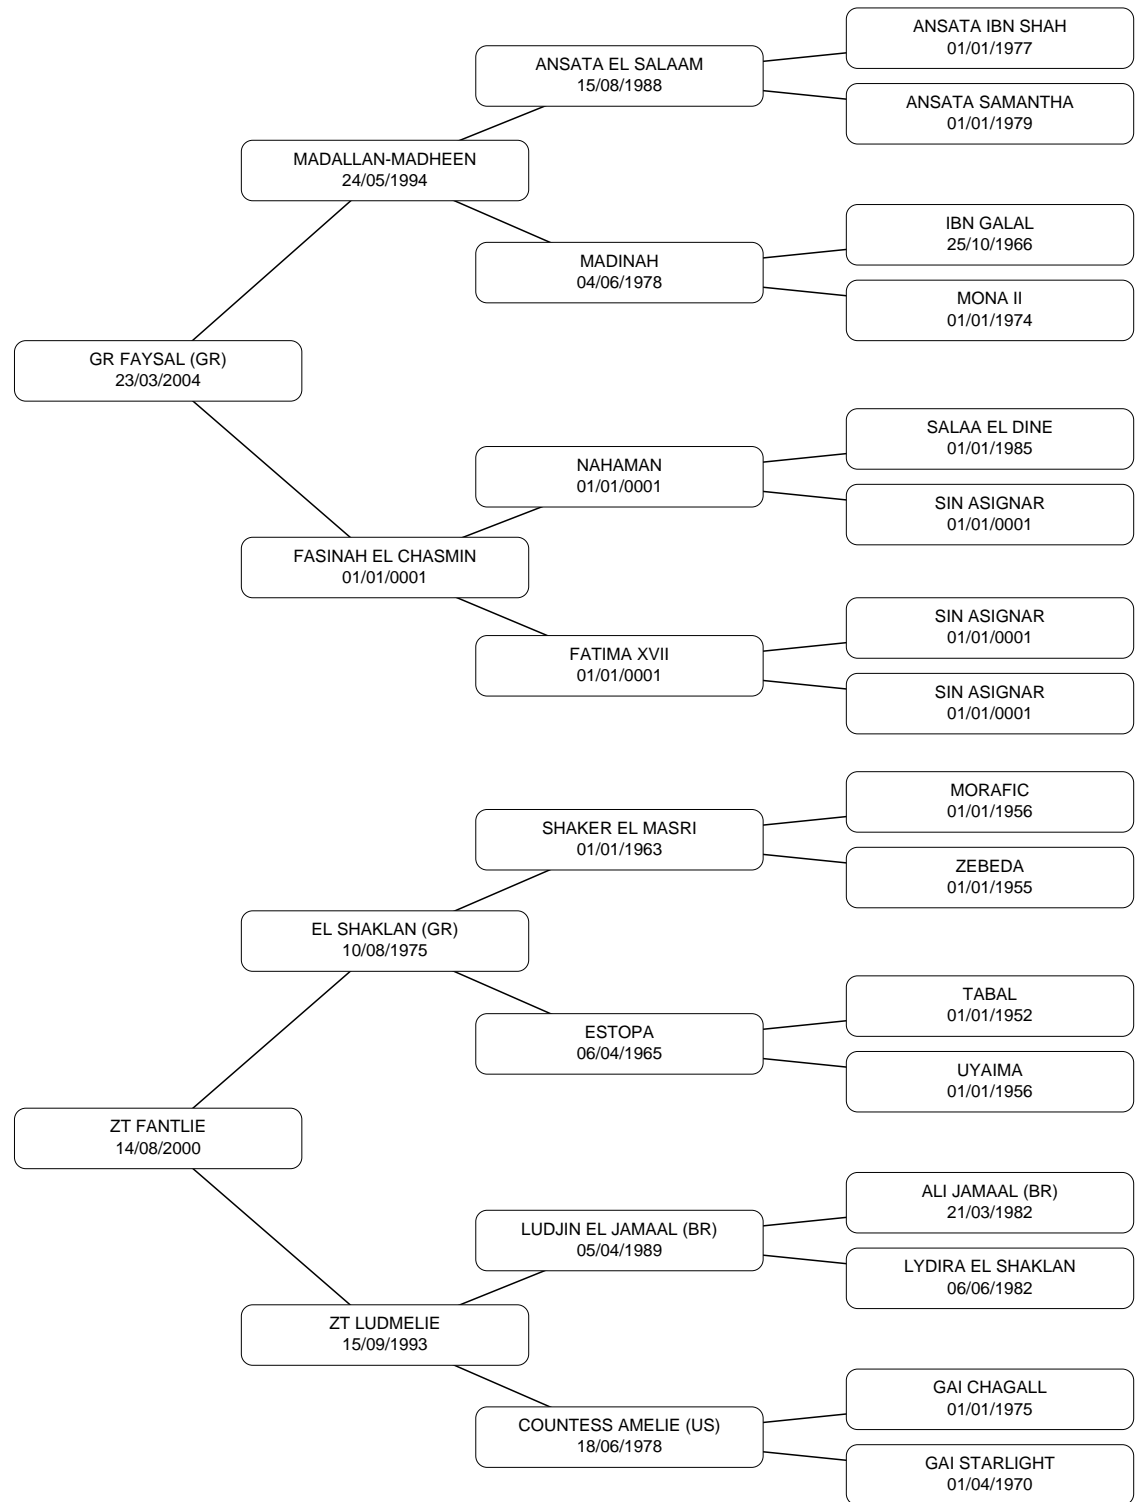 ANSATA IBN SHAH
01/01/1977
ANSATA EL SALAAM
15/08/1988
ANSATA SAMANTHA
01/01/1979
MADALLAN-MADHEEN
24/05/1994
IBN GALAL
25/10/1966
MADINAH
04/06/1978
MONA II
01/01/1974
GR FAYSAL (GR)
23/03/2004
SALAA EL DINE
01/01/1985
NAHAMAN
01/01/0001
SIN ASIGNAR
01/01/0001
FASINAH EL CHASMIN
01/01/0001
SIN ASIGNAR
01/01/0001
FATIMA XVII
01/01/0001
SIN ASIGNAR
01/01/0001
MORAFIC
01/01/1956
SHAKER EL MASRI
01/01/1963
ZEBEDA
01/01/1955
EL SHAKLAN (GR)
10/08/1975
TABAL
01/01/1952
ESTOPA
06/04/1965
UYAIMA
01/01/1956
ZT FANTLIE
14/08/2000
ALI JAMAAL (BR)
21/03/1982
LUDJIN EL JAMAAL (BR)
05/04/1989
LYDIRA EL SHAKLAN
06/06/1982
ZT LUDMELIE
15/09/1993
GAI CHAGALL
01/01/1975
COUNTESS AMELIE (US)
18/06/1978
GAI STARLIGHT
01/04/1970